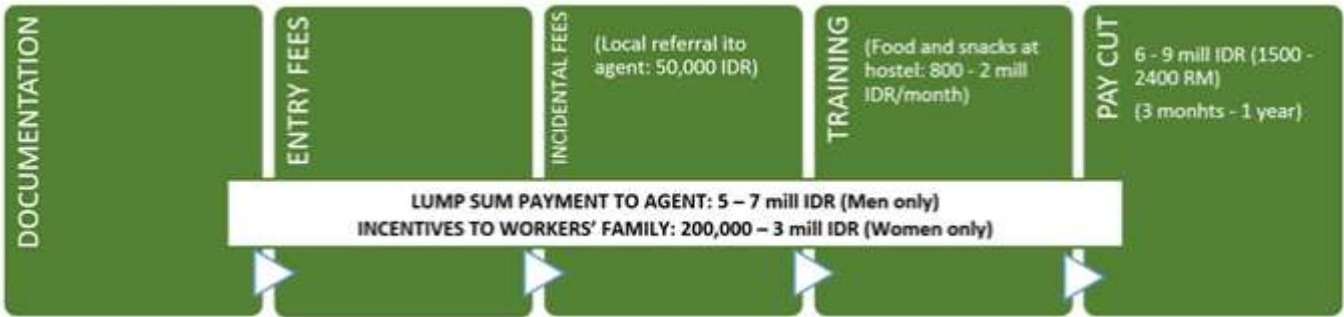 DOCUMENTATION
ENTRY FEES
INCIDENTAL FEES
(Local referral ito
agent: 50,000 IDR)
TRAINING
(Food and snacks at
hostel: 800 - 2 mill
IDR/month)
PAY CUT
6 - 9 mill IDR (1500 -
2400 RM)
(3 monhts - 1 year)
LUMP SUM PAYMENT TO AGENT: 5 – 7 mill IDR (Men only)
INCENTIVES TO WORKERS’ FAMILY: 200,000 – 3 mill IDR (Women only)